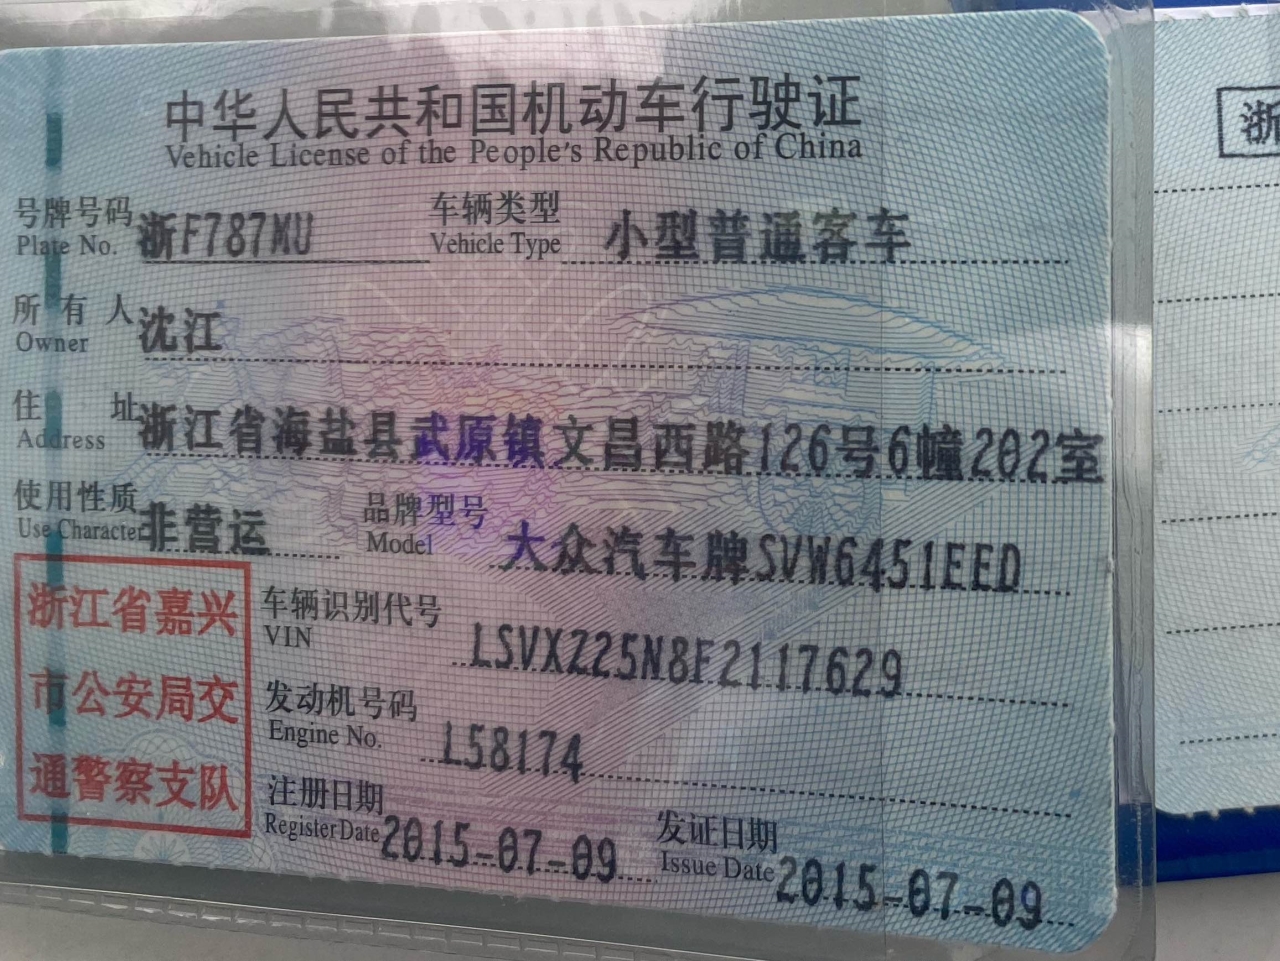 中华人民共和国机动车行驶证
Vehicle License of the People's Republic of China
号牌号码 浙F787MU 车辆类型 小型普通客车
Plate No. Vehicle Type
所有人 沈江
Owner
住址 浙江省海盐县武原镇文昌西路126号6幢202室
Address
使用性质 非营运 品牌型号 大众汽车牌SVW6451EED
Use Character Model
浙江省嘉兴
市公安局交
通警察支队
车辆识别代号 LSVXZ25N8F2117629
VIN
发动机号码 L58174
Engine No.
注册日期 2015-07-09 发证日期 2015-07-09
Register Date Issue Date
浙